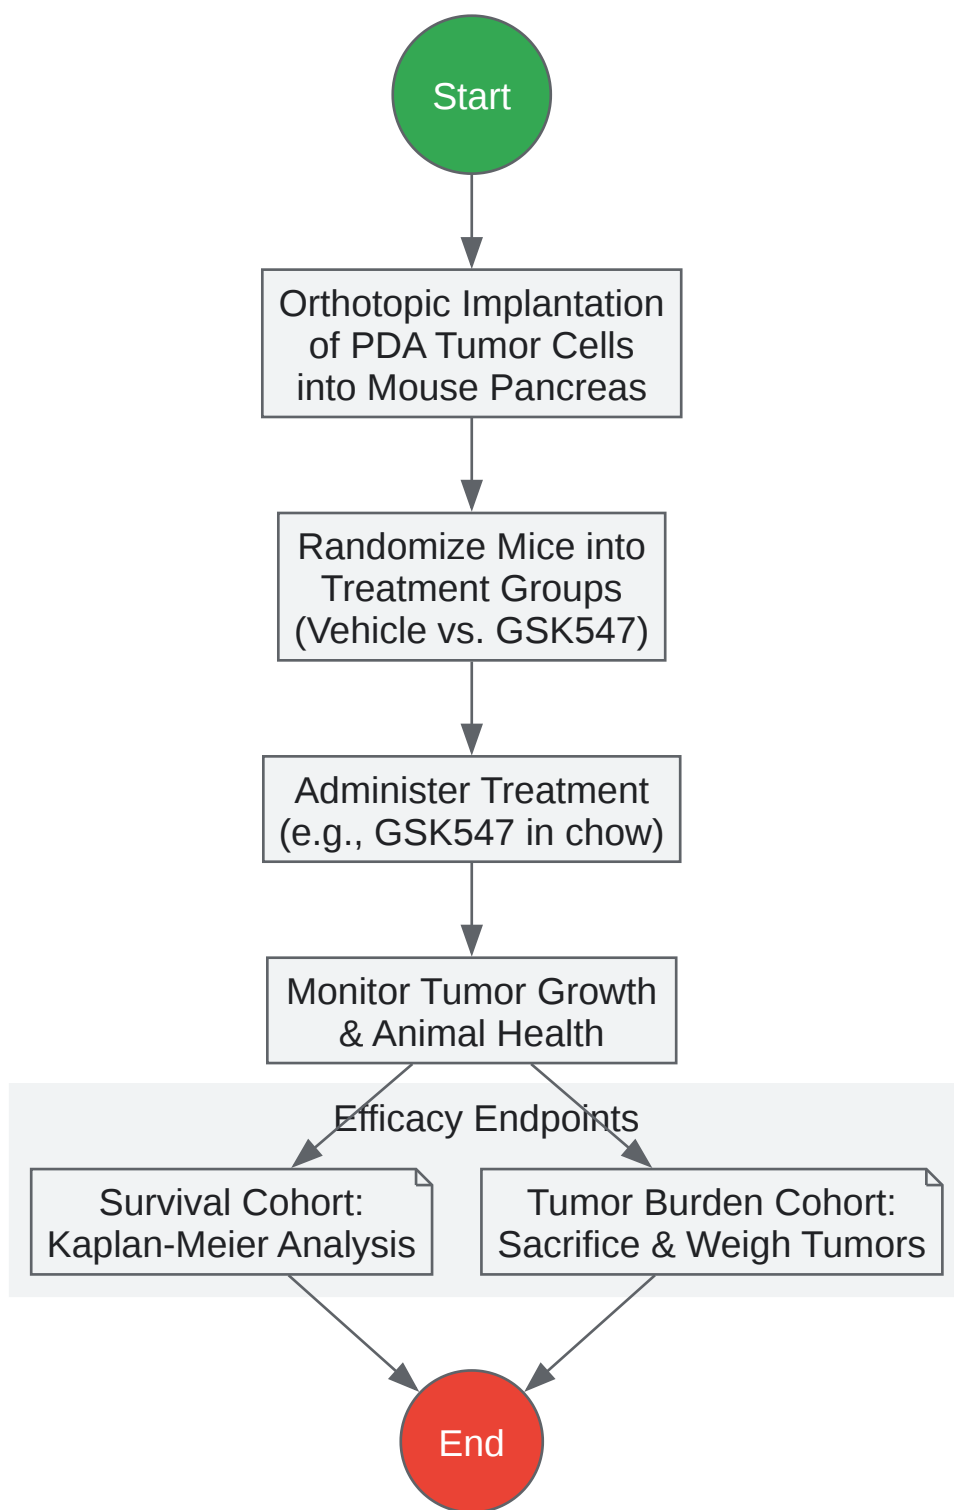 Start
Orthotopic Implantation
of PDA Tumor Cells
into Mouse Pancreas
Randomize Mice into
Treatment Groups
(Vehicle vs. GSK547)
Administer Treatment
(e.g., GSK547 in chow)
Monitor Tumor Growth
& Animal Health
Efficacy Endpoints
Survival Cohort:
Kaplan-Meier Analysis
Tumor Burden Cohort:
Sacrifice & Weigh Tumors
End